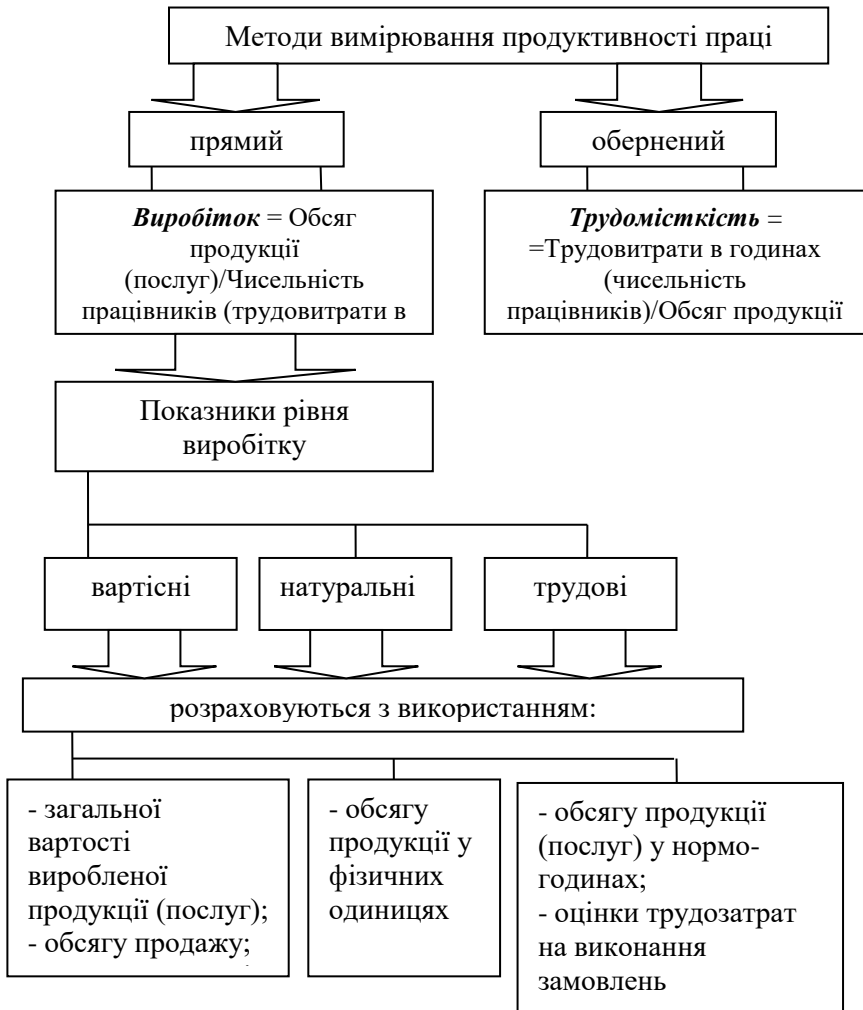 Методи вимірювання продуктивності праці
прямий
обернений
Виробіток = Обсяг
продукції
(послуг)/Чисельність
працівників (трудовитрати в
Трудомісткість =
=Трудовитрати в годинах
(чисельність
працівників)/Обсяг продукції
Показники рівня
виробітку
вартісні
натуральні
трудові
розраховуються з використанням:
- загальної
вартості
виробленої
продукції (послуг);
- обсягу продажу;
- обсягу
продукції у
фізичних
одиницях
- обсягу продукції
(послуг) у нормо-
годинах;
- оцінки трудозатрат
на виконання
замовлень